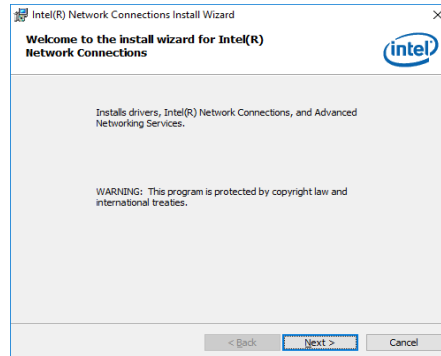 Intel(R) Network Connections Install Wizard
Welcome to the install wizard for Intel(R)
Network Connections
intel
Installs drivers, Intel(R) Network Connections, and Advanced
Networking Services.
WARNING: This program is protected by copyright law and
international treaties.
< Back
Next >
Cancel